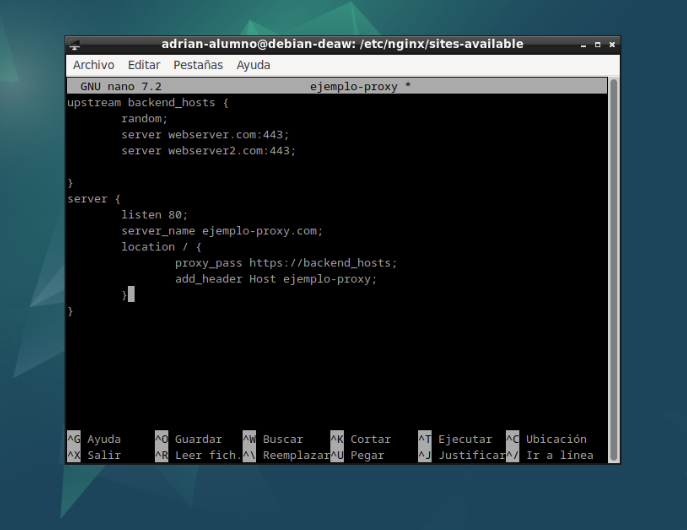 adrian-alumno@debian-deaw: /etc/nginx/sites-available
Archivo Editar Pestañas Ayuda
GNU nano 7.2 ejemplo-proxy *
upstream backend_hosts {
random;
server webserver.com:443;
server webserver2.com:443;
}
server {
listen 80;
server_name ejemplo-proxy.com;
location / {
proxy_pass https://backend_hosts;
add_header Host ejemplo-proxy;
}
}
^G Ayuda ^O Guardar ^W Buscar ^K Cortar ^T Ejecutar ^C Ubicación
^X Salir ^R Leer fich. ^\ Reemplazar ^U Pegar ^J Justificar ^/ Ir a línea